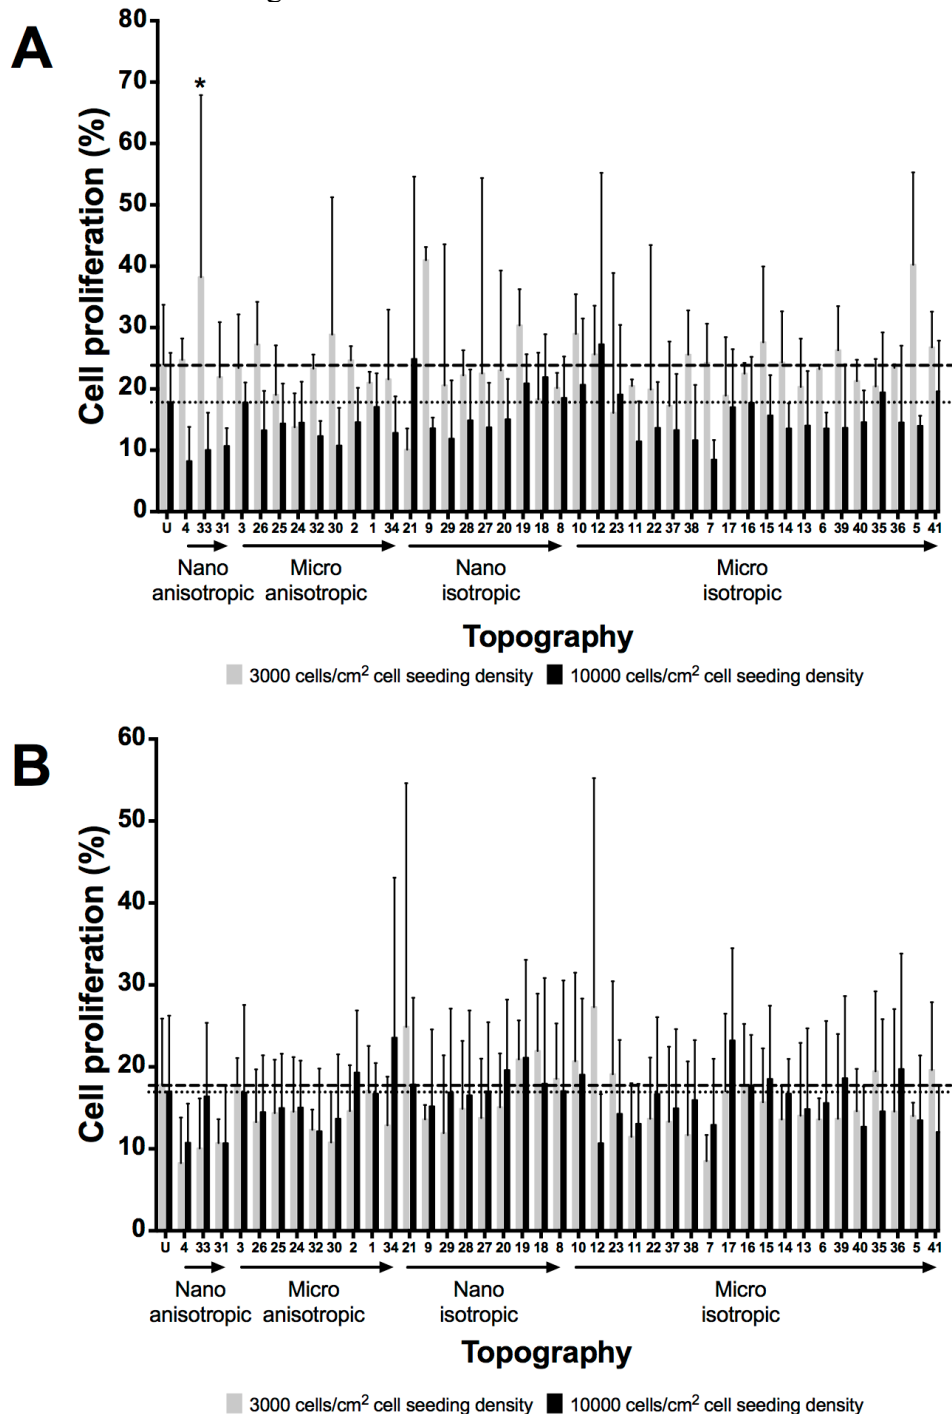 A
80
70
60
50
40
30
20
10
0
Cell proliferation (%)
*
U 4 33 31 3 26 25 24 32 30 2 1 34 21 9 29 28 27 20 19 18 8 10 12 23 11 22 37 38 7 17 16 15 14 13 6 39 40 35 36 5 41
Nano Micro Nano Micro
anisotropic anisotropic isotropic isotropic
Topography
3000 cells/cm² cell seeding density 10000 cells/cm² cell seeding density
B
60
50
40
30
20
10
0
Cell proliferation (%)
U 4 33 31 3 26 25 24 32 30 2 1 34 21 9 29 28 27 20 19 18 8 10 12 23 11 22 37 38 7 17 16 15 14 13 6 39 40 35 36 5 41
Nano Micro Nano Micro
anisotropic anisotropic isotropic isotropic
Topography
3000 cells/cm² cell seeding density 10000 cells/cm² cell seeding density